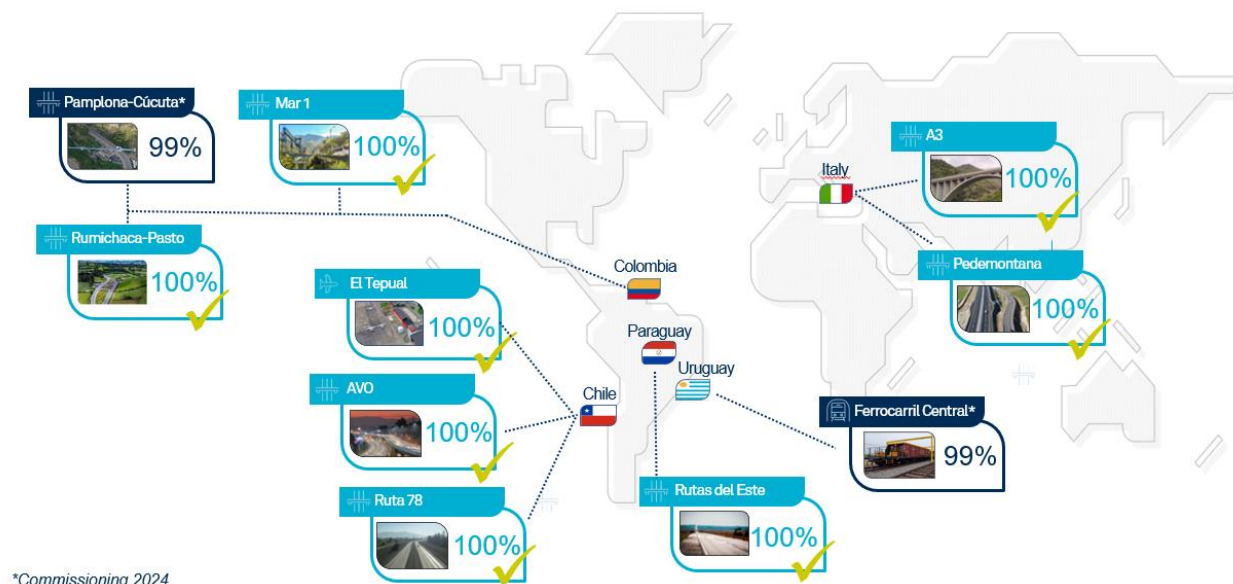 Pamplona-Cúcuta*
99%
Mar 1
100%
Rumichaca-Pasto
100%
El Tepual
100%
AVO
100%
Ruta 78
100%
Colombia
Paraguay
Uruguay
Chile
Rutas del Este
100%
Italy
A3
100%
Pedemontana
100%
Ferrocarril Central*
99%
*Commissioning 2024